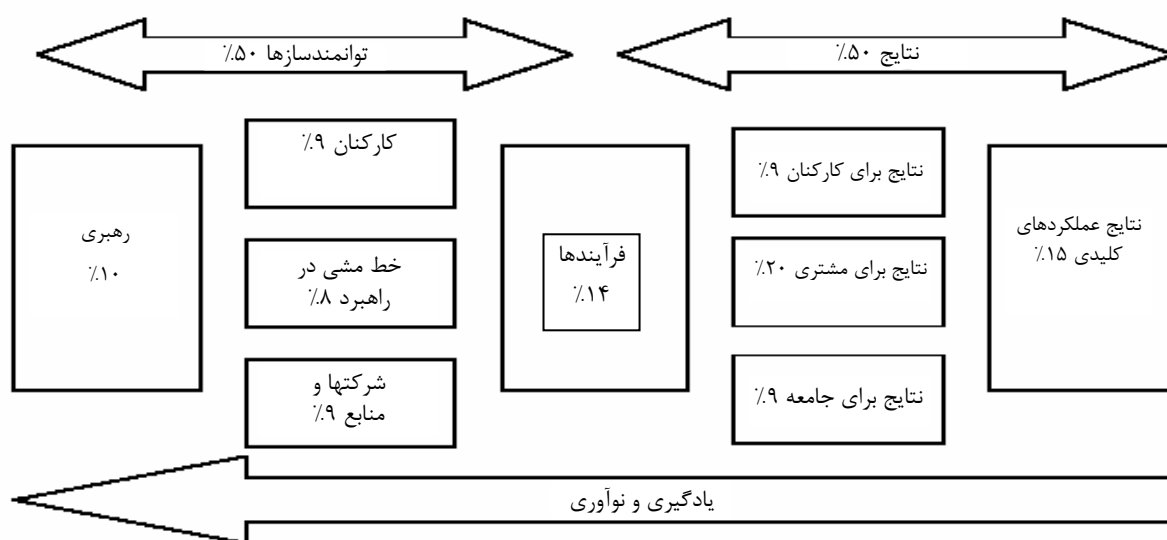 توانمندسازها ۵۰٪
نتایج ۵۰٪
رهبری
۱۰٪
کارکنان ۹٪
خط مشی در
راهبرد ۸٪
شرکتها و
منابع ۹٪
فرآیندها
۱۴٪
نتایج برای کارکنان ۹٪
نتایج برای مشتری ۲۰٪
نتایج برای جامعه ۹٪
نتایج عملکردهای
کلیدی ۱۵٪
یادگیری و نوآوری